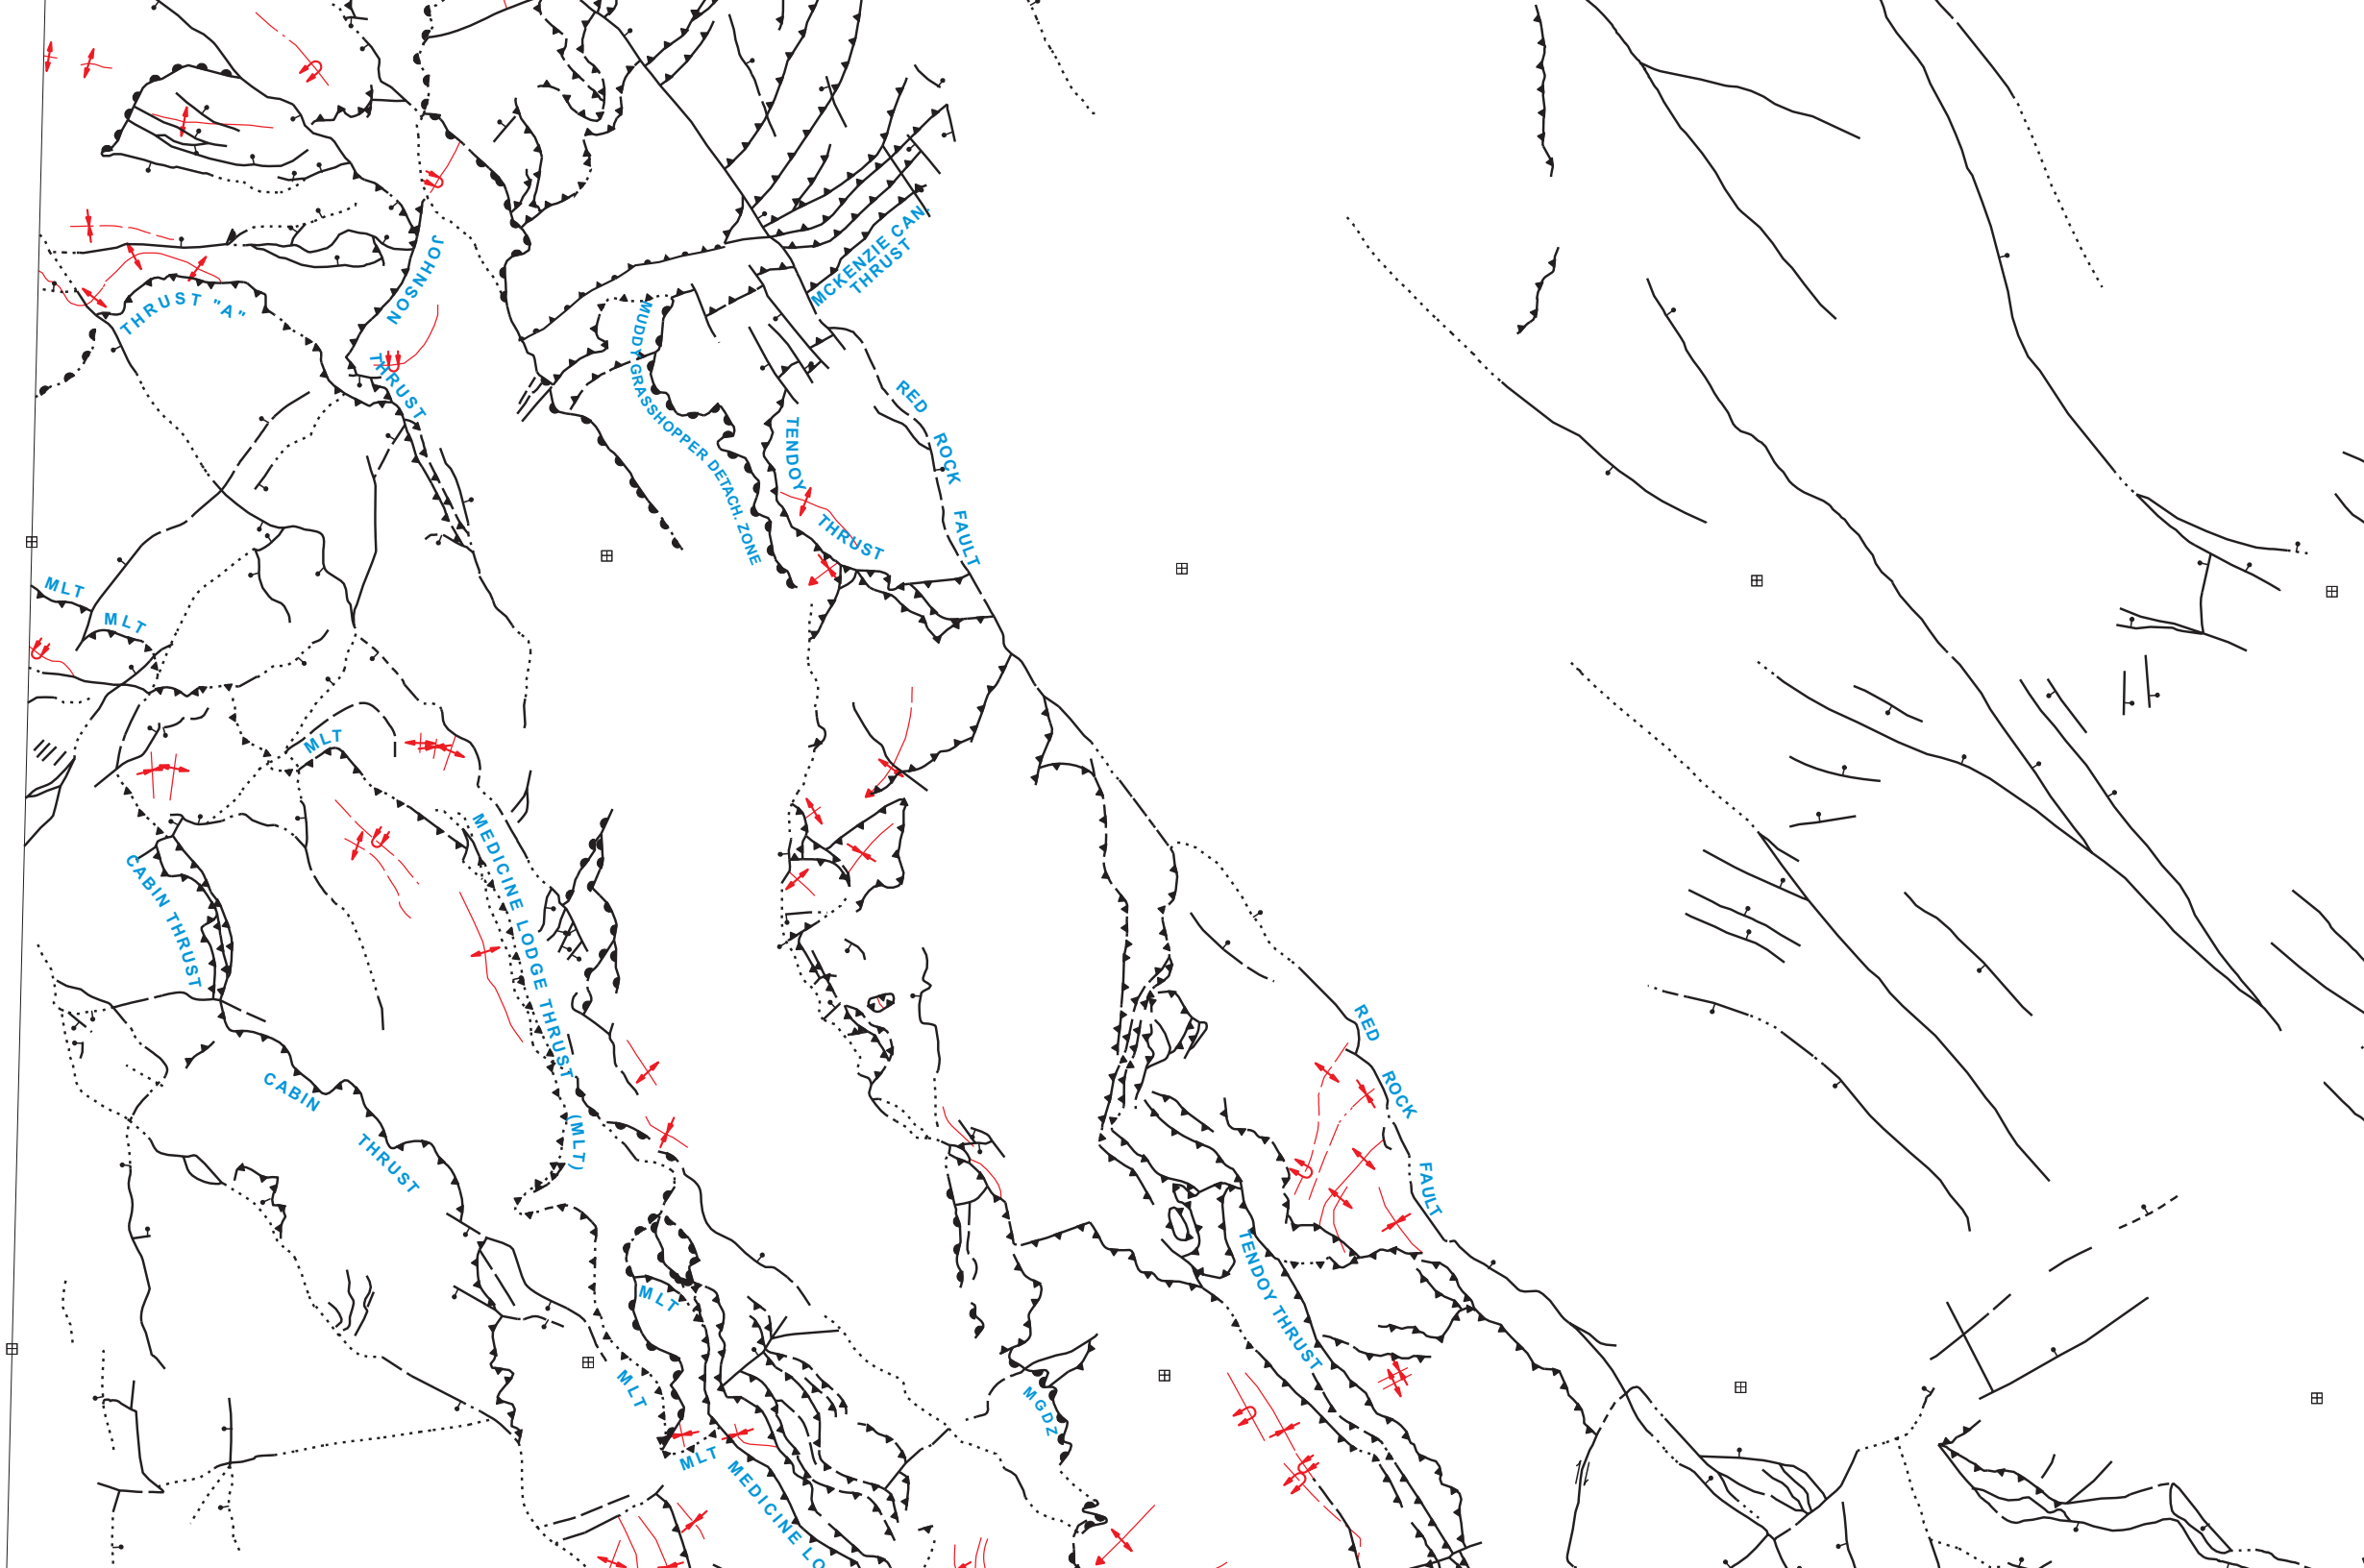 MCKENZIE CAN.
THRUST
JOHNSON
THRUST
THRUST "A"
MUDDY GRASSHOPPER DETACH. ZONE
TENDOY
THRUST
RED
ROCK
FAULT
MLT
MLT
MLT
MEDICINE LODGE THRUST
(MLT)
CABIN THRUST
CABIN
THRUST
RED
ROCK
FAULT
TENDOY THRUST
MLT
MLT
MGDZ
MLT
MEDICINE LO